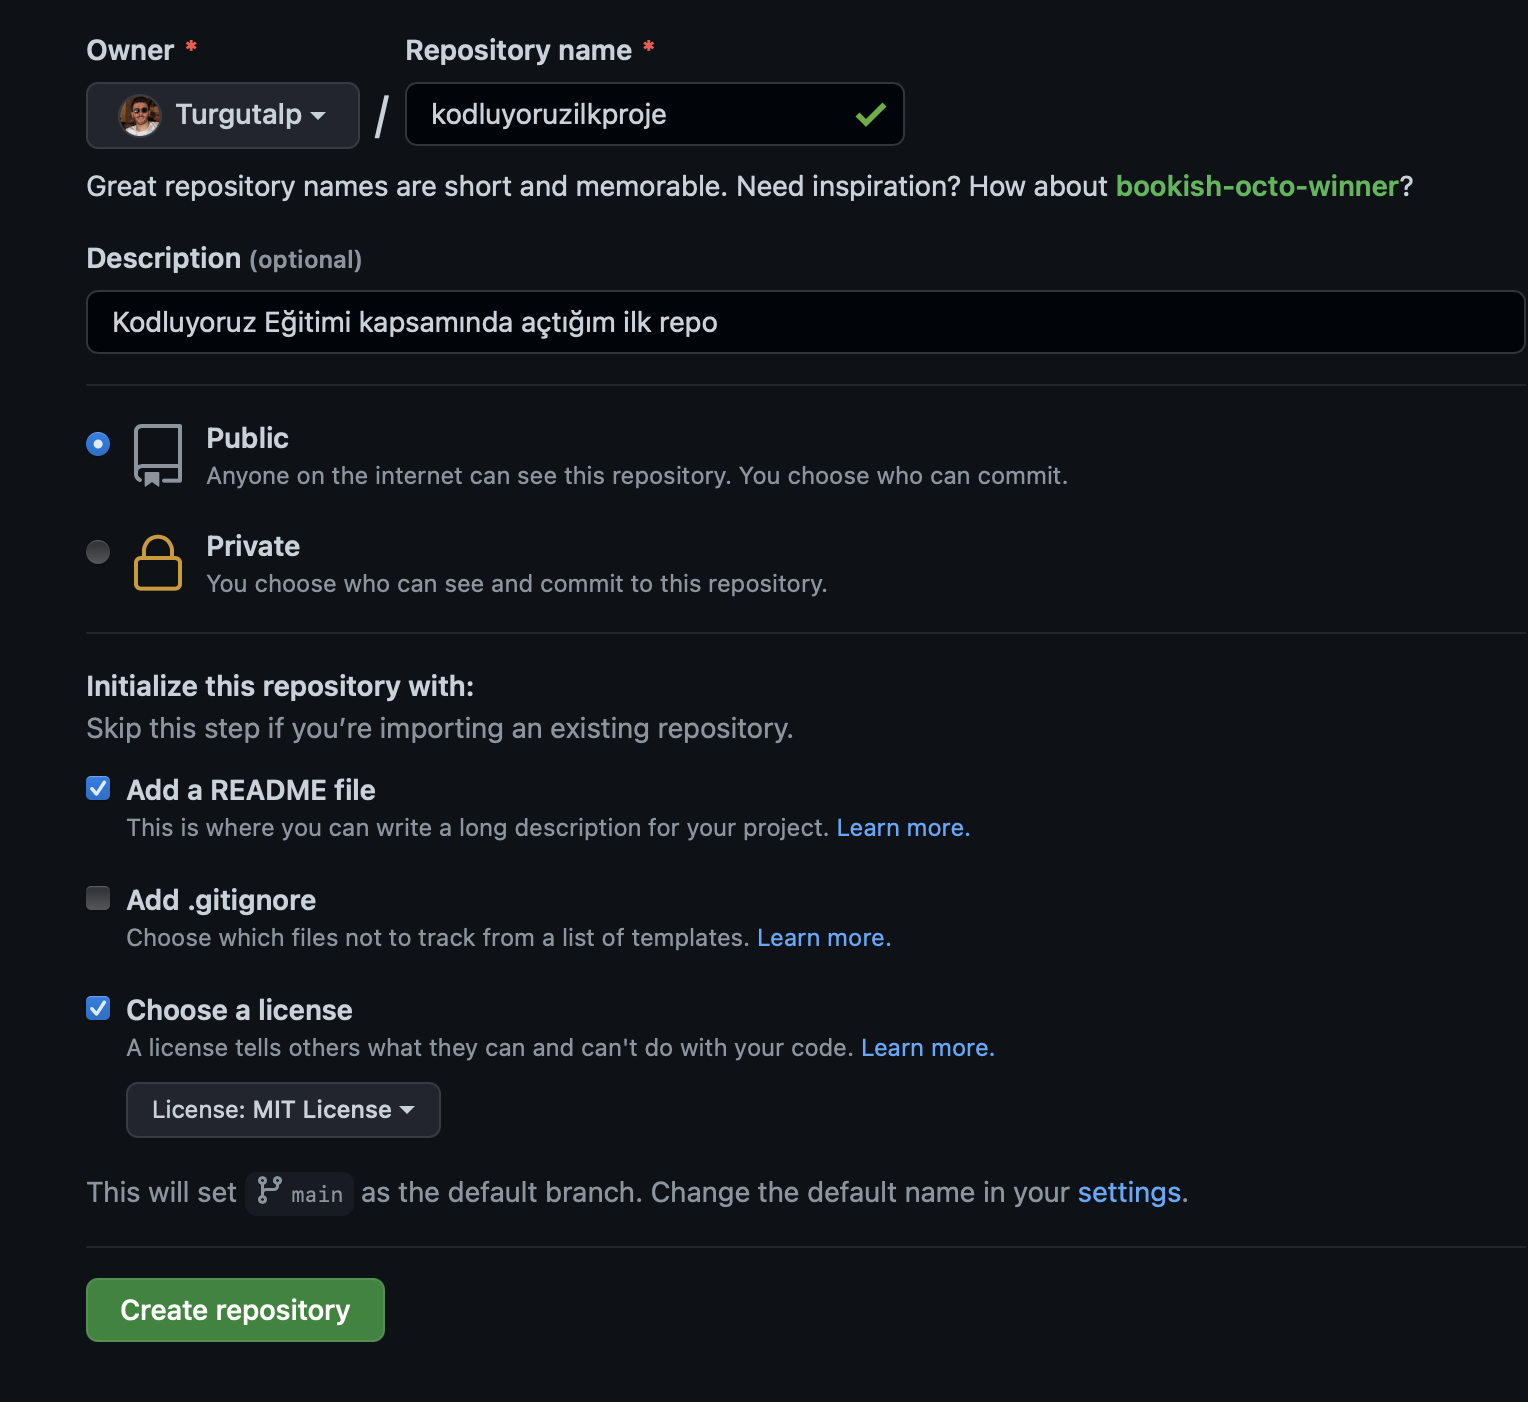 Owner *
Repository name *
Turgutalp / kodluyoruzilkproje
Great repository names are short and memorable. Need inspiration? How about bookish-octo-winner?
Description (optional)
Kodluyoruz Eğitimi kapsamında açtığım ilk repo
Public
Anyone on the internet can see this repository. You choose who can commit.
Private
You choose who can see and commit to this repository.
Initialize this repository with:
Skip this step if you’re importing an existing repository.
Add a README file
This is where you can write a long description for your project. Learn more.
Add .gitignore
Choose which files not to track from a list of templates. Learn more.
Choose a license
A license tells others what they can and can't do with your code. Learn more.
License: MIT License
This will set main as the default branch. Change the default name in your settings.
Create repository